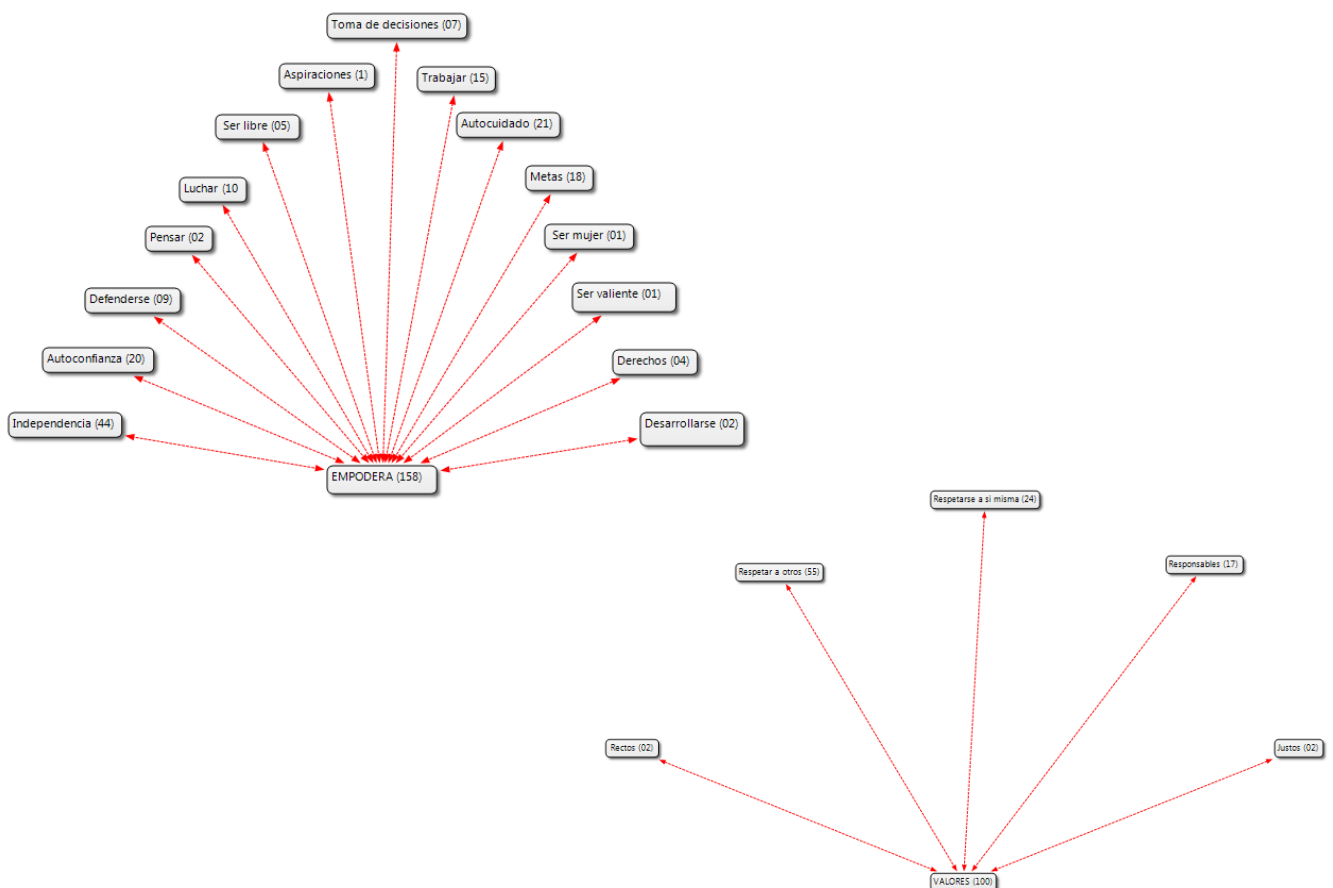 Toma de decisiones (07)
Aspiraciones (1)
Trabajar (15)
Ser libre (05)
Autocuidado (21)
Luchar (10
Metas (18)
Pensar (02
Ser mujer (01)
Defenderse (09)
Ser valiente (01)
Autoconfianza (20)
Derechos (04)
Independencia (44)
Desarrollarse (02)
EMPODERA (158)
Respetarse a si misma (24)
Respetar a otros (55)
Responsables (17)
Rectos (02)
Justos (02)
VALORES (100)